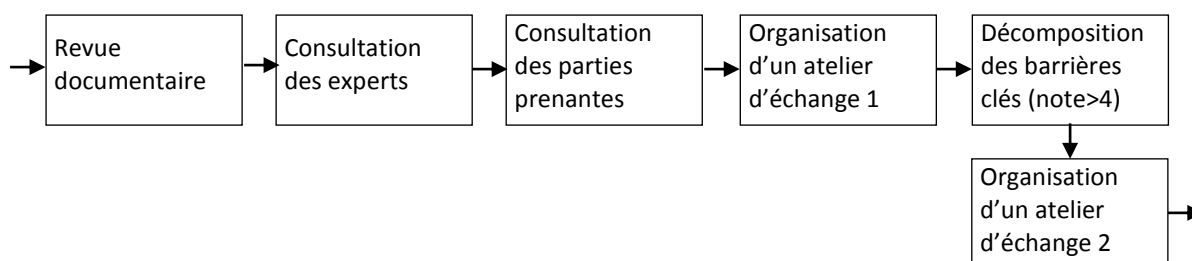 Revue
documentaire
Consultation
des experts
Consultation
des parties
prenantes
Organisation
d’un atelier
d’échange 1
Décomposition
des barrières
clés (note>4)
Organisation
d’un atelier
d’échange 2